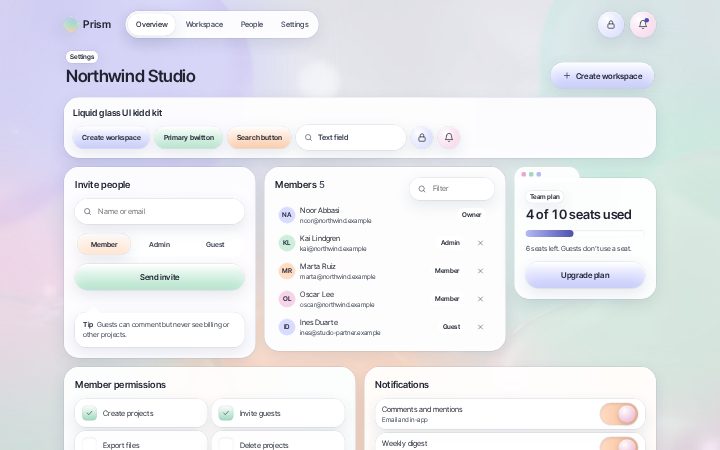 Prism
Overview Workspace People Settings
Settings
Northwind Studio
Create workspace
Liquid glass UI kidd kit
Create workspace Primary bwitton Search button Text field
Invite people
Name or email
Member Admin Guest
Send invite
Tip Guests can comment but never see billing or
other projects.
Members 5
Filter
NA Noor Abbasi Owner
noor@northwind.example
KL Kai Lindgren Admin
kai@northwind.example
MR Marta Ruiz Member
marta@northwind.example
OL Oscar Lee Member
oscar@northwind.example
ID Ines Duarte Guest
ines@studio-partner.example
Team plan
4 of 10 seats used
6 seats left. Guests don't use a seat.
Upgrade plan
Member permissions
Create projects Invite guests
Export files Delete projects
Notifications
Comments and mentions
Email and in-app
Weekly digest